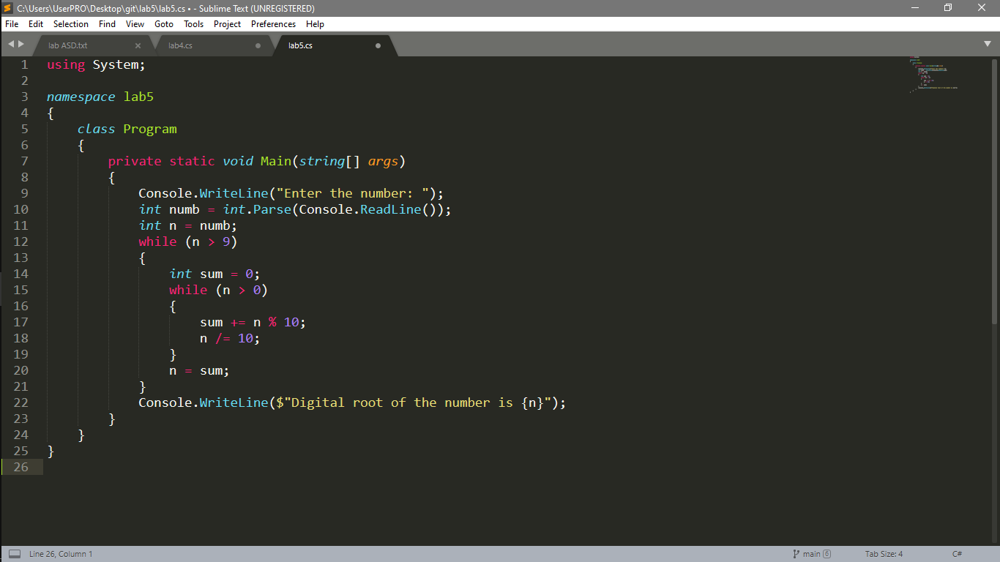 C:\Users\UserPRO\Desktop\git\lab5\lab5.cs • - Sublime Text (UNREGISTERED)
File Edit Selection Find View Goto Tools Project Preferences Help
lab ASD.txt lab4.cs lab5.cs
1 using System;
2
3 namespace lab5
4 {
5     class Program
6     {
7         private static void Main(string[] args)
8         {
9             Console.WriteLine("Enter the number: ");
10             int numb = int.Parse(Console.ReadLine());
11             int n = numb;
12             while (n > 9)
13             {
14                 int sum = 0;
15                 while (n > 0)
16                 {
17                     sum += n % 10;
18                     n /= 10;
19                 }
20                 n = sum;
21             }
22             Console.WriteLine($"Digital root of the number is {n}");
23         }
24     }
25 }
26
Line 26, Column 1 main 6 Tab Size: 4 C#